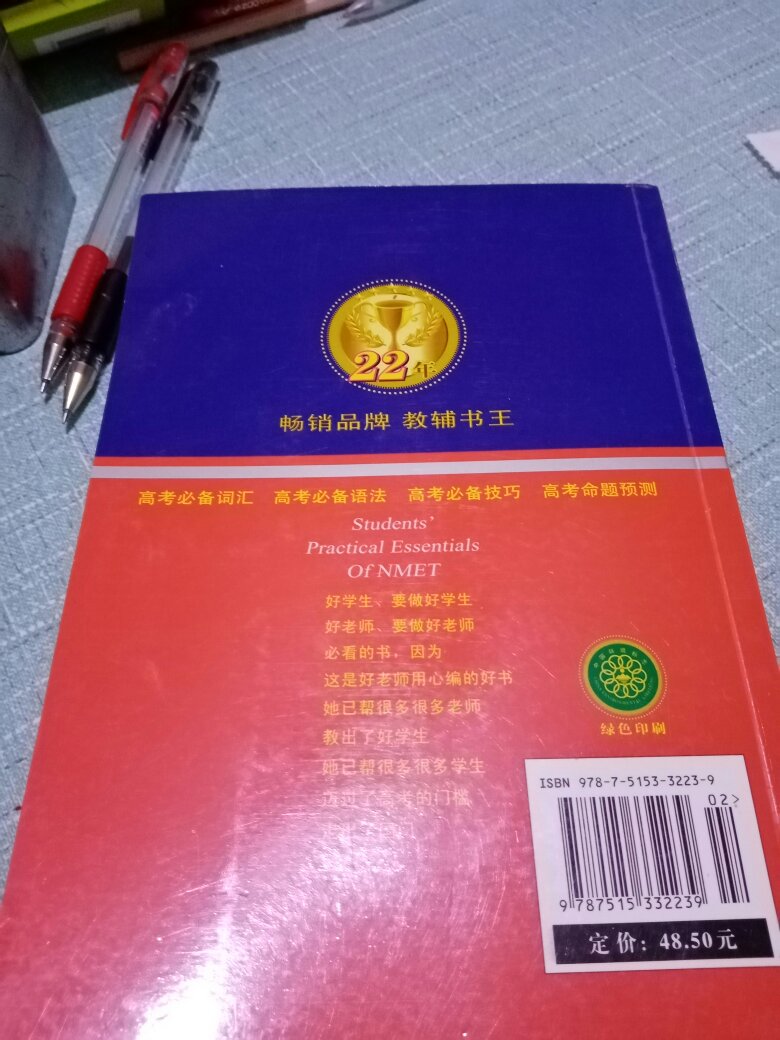 22年
畅销品牌 教辅书王
高考必备词汇 高考必备语法 高考必备技巧 高考命题预测
Students'
Practical Essentials
Of NMET
好学生、要做好学生
好老师、要做好老师
必看的书，因为
这是好老师用心编的好书
她已帮很多很多老师
教出了好学生
她已帮很多很多学生
迈过了高考的门槛
绿色印刷
ISBN 978-7-5153-3223-9
02>
9 787515 332239
定价: 48.50元